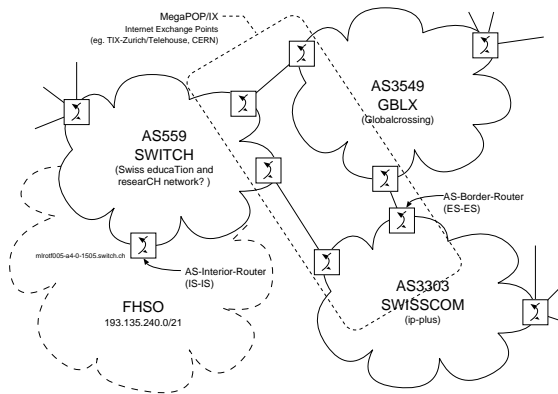 MegaPOP/IX
Internet Exchange Points
(eg. TIX-Zurich/Telehouse, CERN)
AS3549
GBLX
(Globalcrossing)
AS559
SWITCH
(Swiss educaTion and
researCH network? )
AS-Border-Router
(ES-ES)
mlrotf005-a4-0-1505.switch.ch
AS-Interior-Router
(IS-IS)
AS3303
SWISSCOM
(ip-plus)
FHSO
193.135.240.0/21